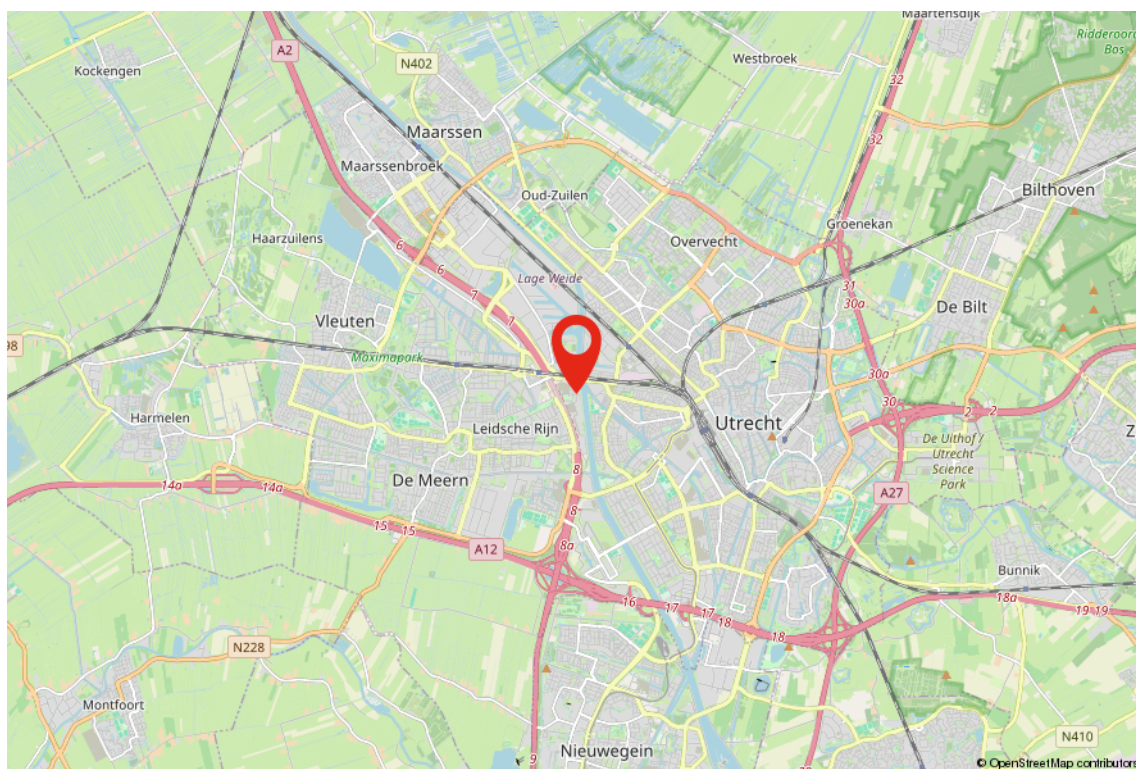 Maartensdijk
A2
Kockengen
N402
Westbroek
Ridderoord
Bos
32
Maarssen
32
Maarssenbroek
Oud-Zuilen
Bilthoven
Groenekan
Haarzuilens
Overvecht
6
6
Lage Weide
7
31
30a
7
De Bilt
Vleuten
98
Maximapark
30a
Harmelen
Leidsche Rijn
Utrecht
30
2
2
De Uithof /
Utrecht
Science
Park
Z
8
De Meern
14a
14a
A27
15
15
8
A12
8a
Bunnik
16
17
17
18
18
18a
19
19
N228
Montfoort
N410
Nieuwegein
9
© OpenStreetMap contributors